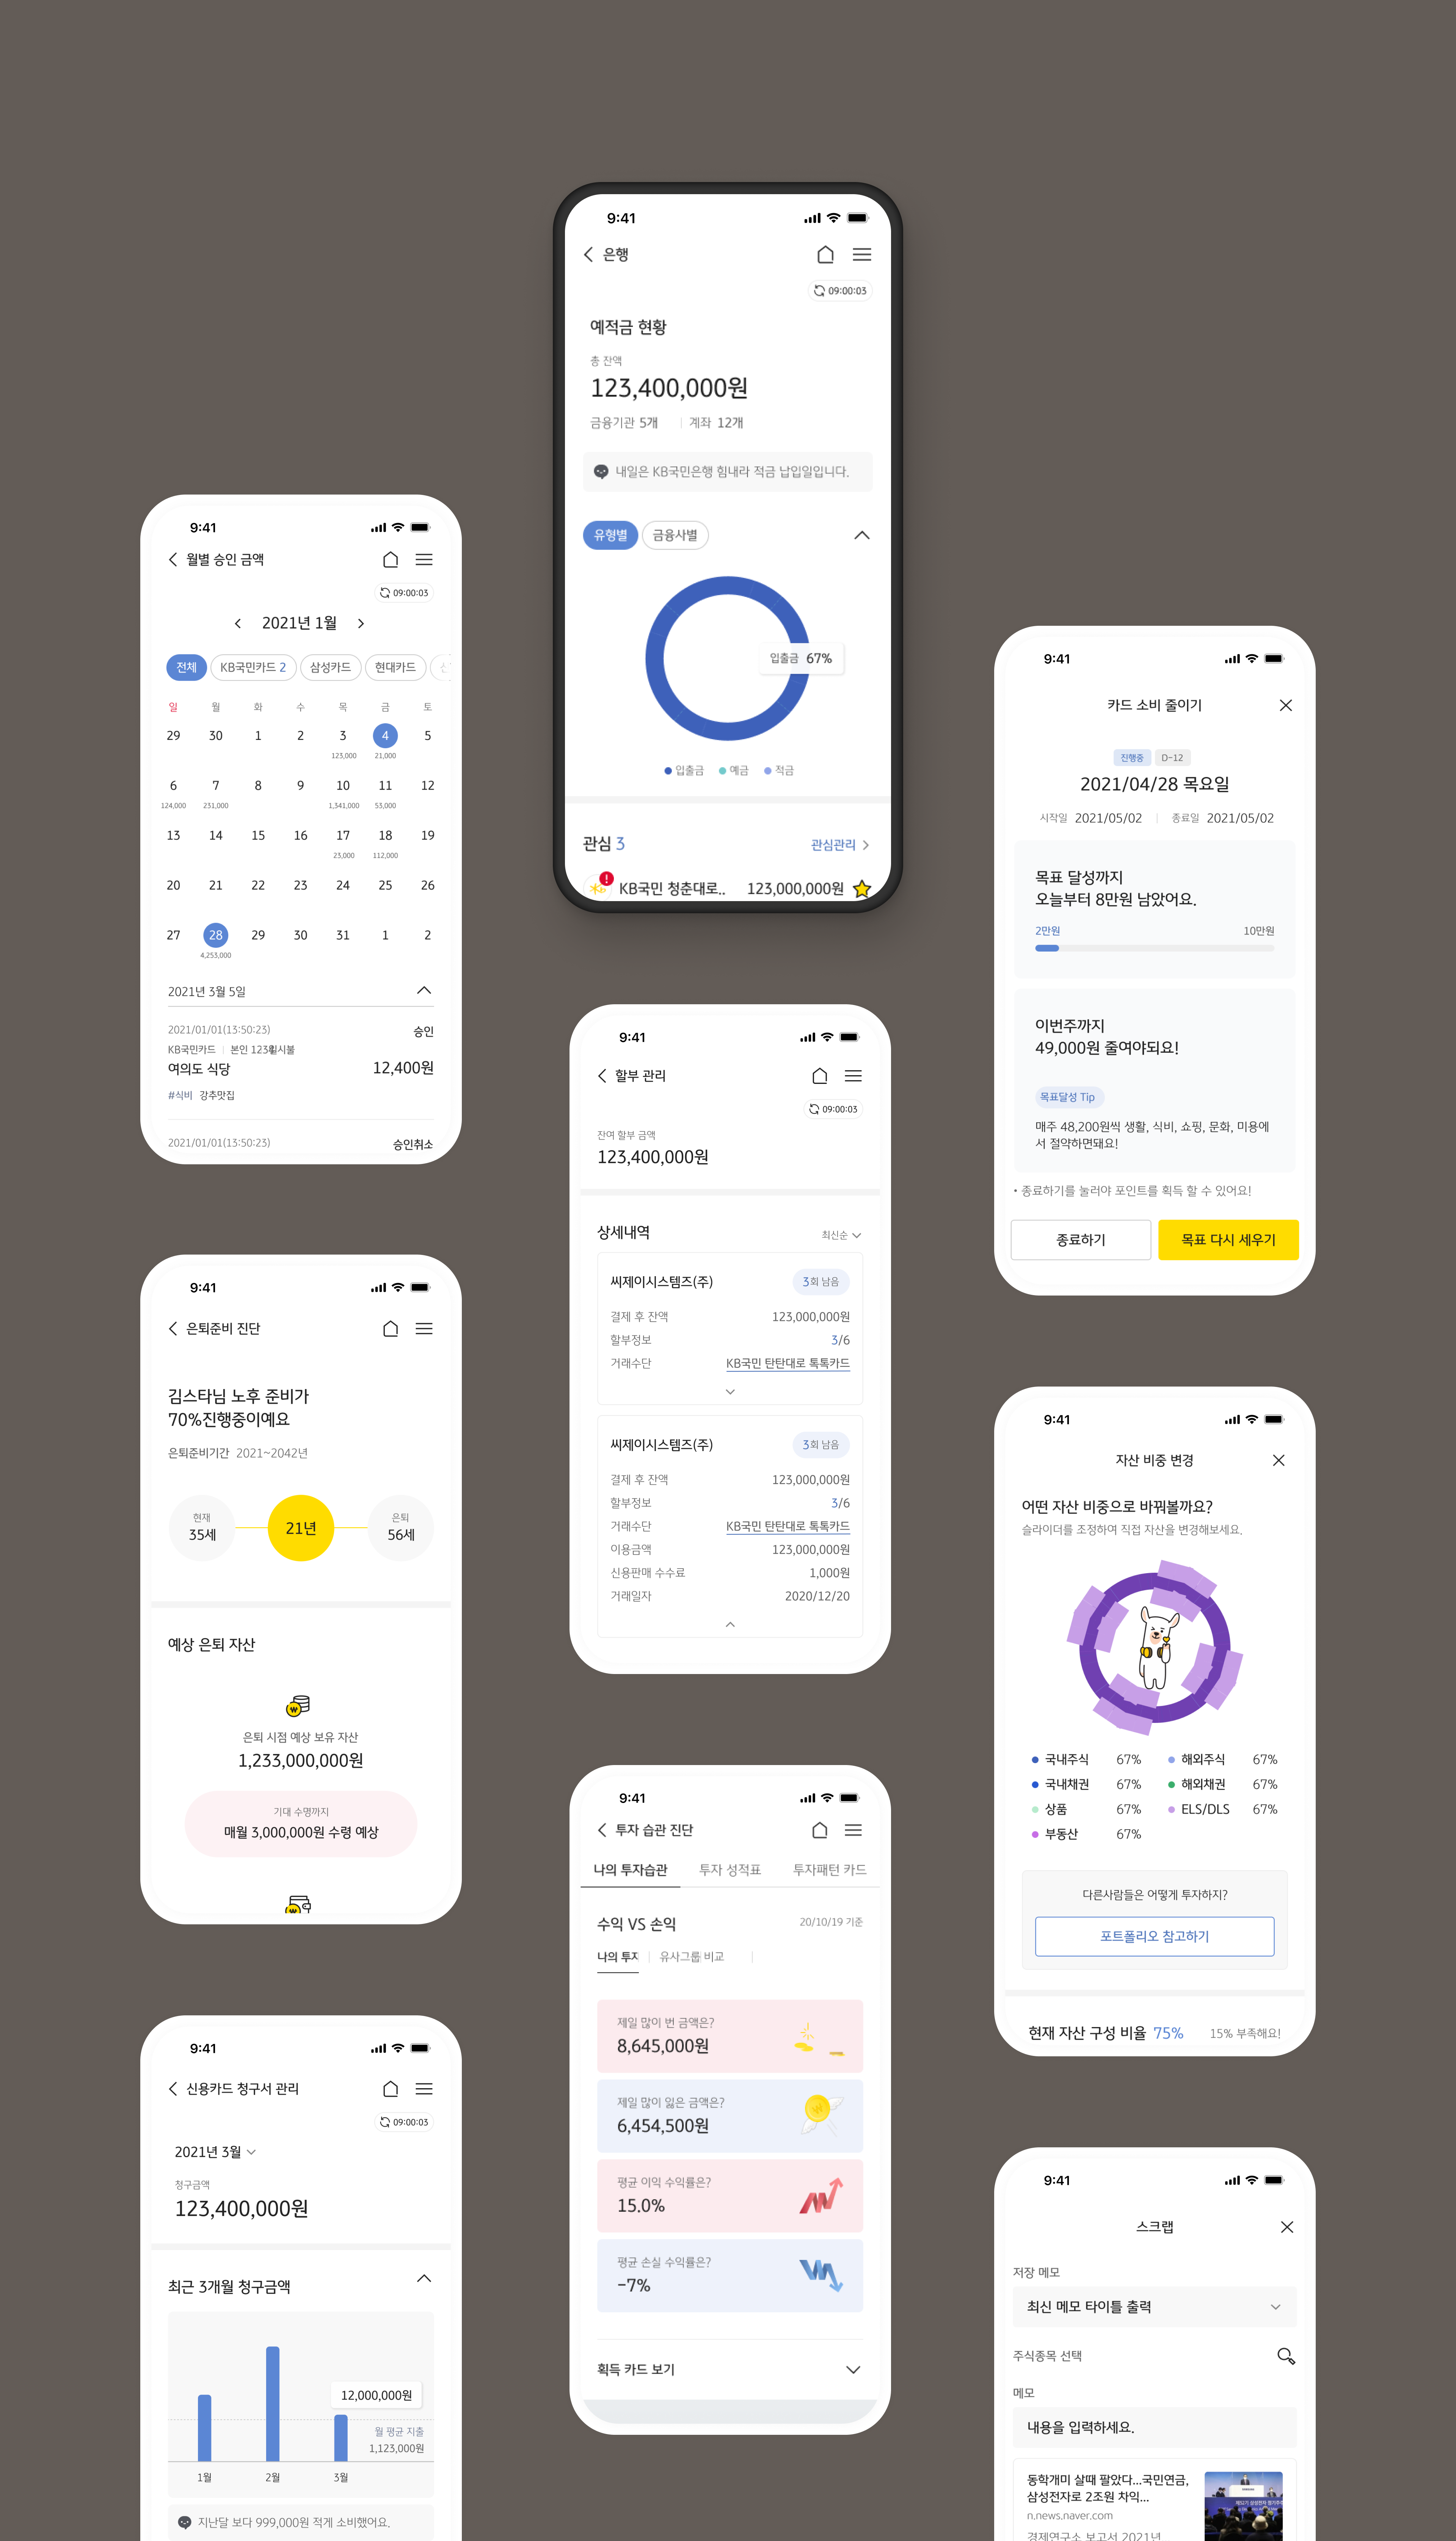 9:41
은행
09:00:03
예적금 현황
총 잔액
123,400,000원
금융기관 5개 | 계좌 12개
내일은 KB국민은행 힘내라 적금 납입일입니다.
유형별 금융사별
입출금 67%
입출금 예금 적금
관심 3 관심관리
KB국민 청춘대로.. 123,000,000원
9:41
월별 승인 금액
09:00:03
2021년 1월
전체 KB국민카드 2 삼성카드 현대카드
일 월 화 수 목 금 토
29 30 1 2 3 4 5
123,000 21,000
6 7 8 9 10 11 12
124,000 231,000 1,341,000 53,000
13 14 15 16 17 18 19
23,000 112,000
20 21 22 23 24 25 26
27 28 29 30 31 1 2
4,253,000
2021년 3월 5일
2021/01/01(13:50:23) 승인
KB국민카드 | 본인 123 일시불
여의도 식당 12,400원
#식비 강추맛집
2021/01/01(13:50:23) 승인취소
9:41
카드 소비 줄이기
진행중 D-12
2021/04/28 목요일
시작일 2021/05/02 | 종료일 2021/05/02
목표 달성까지
오늘부터 8만원 남았어요.
2만원 10만원
이번주까지
49,000원 줄여야되요!
목표달성 Tip
매주 48,200원씩 생활, 식비, 쇼핑, 문화, 미용에
서 절약하면돼요!
• 종료하기를 눌러야 포인트를 획득 할 수 있어요!
종료하기 목표 다시 세우기
9:41
할부 관리
09:00:03
잔여 할부 금액
123,400,000원
상세내역 최신순
씨제이시스템즈(주) 3회 남음
결제 후 잔액 123,000,000원
할부정보 3/6
거래수단 KB국민 탄탄대로 톡톡카드
씨제이시스템즈(주) 3회 남음
결제 후 잔액 123,000,000원
할부정보 3/6
거래수단 KB국민 탄탄대로 톡톡카드
이용금액 123,000,000원
신용판매 수수료 1,000원
거래일자 2020/12/20
9:41
은퇴준비 진단
김스타님 노후 준비가
70%진행중이예요
은퇴준비기간 2021~2042년
현재 은퇴
35세 21년 56세
예상 은퇴 자산
은퇴 시점 예상 보유 자산
1,233,000,000원
기대 수명까지
매월 3,000,000원 수령 예상
9:41
자산 비중 변경
어떤 자산 비중으로 바꿔볼까요?
슬라이더를 조정하여 직접 자산을 변경해보세요.
국내주식 67% 해외주식 67%
국내채권 67% 해외채권 67%
상품 67% ELS/DLS 67%
부동산 67%
다른사람들은 어떻게 투자하지?
포트폴리오 참고하기
현재 자산 구성 비율 75% 15% 부족해요!
9:41
투자 습관 진단
나의 투자습관 투자 성적표 투자패턴 카드
수익 VS 손익 20/10/19 기준
나의 투자 | 유사그룹 비교 |
제일 많이 번 금액은?
8,645,000원
제일 많이 잃은 금액은?
6,454,500원
평균 이익 수익률은?
15.0%
평균 손실 수익률은?
-7%
획득 카드 보기
9:41
신용카드 청구서 관리
09:00:03
2021년 3월
청구금액
123,400,000원
최근 3개월 청구금액
12,000,000원
월 평균 지출
1,123,000원
1월 2월 3월
지난달 보다 999,000원 적게 소비했어요.
9:41
스크랩
저장 메모
최신 메모 타이틀 출력
주식종목 선택
메모
내용을 입력하세요.
동학개미 살때 팔았다...국민연금,
삼성전자로 2조원 차익...
n.news.naver.com
경제연구소 보고서 2021년